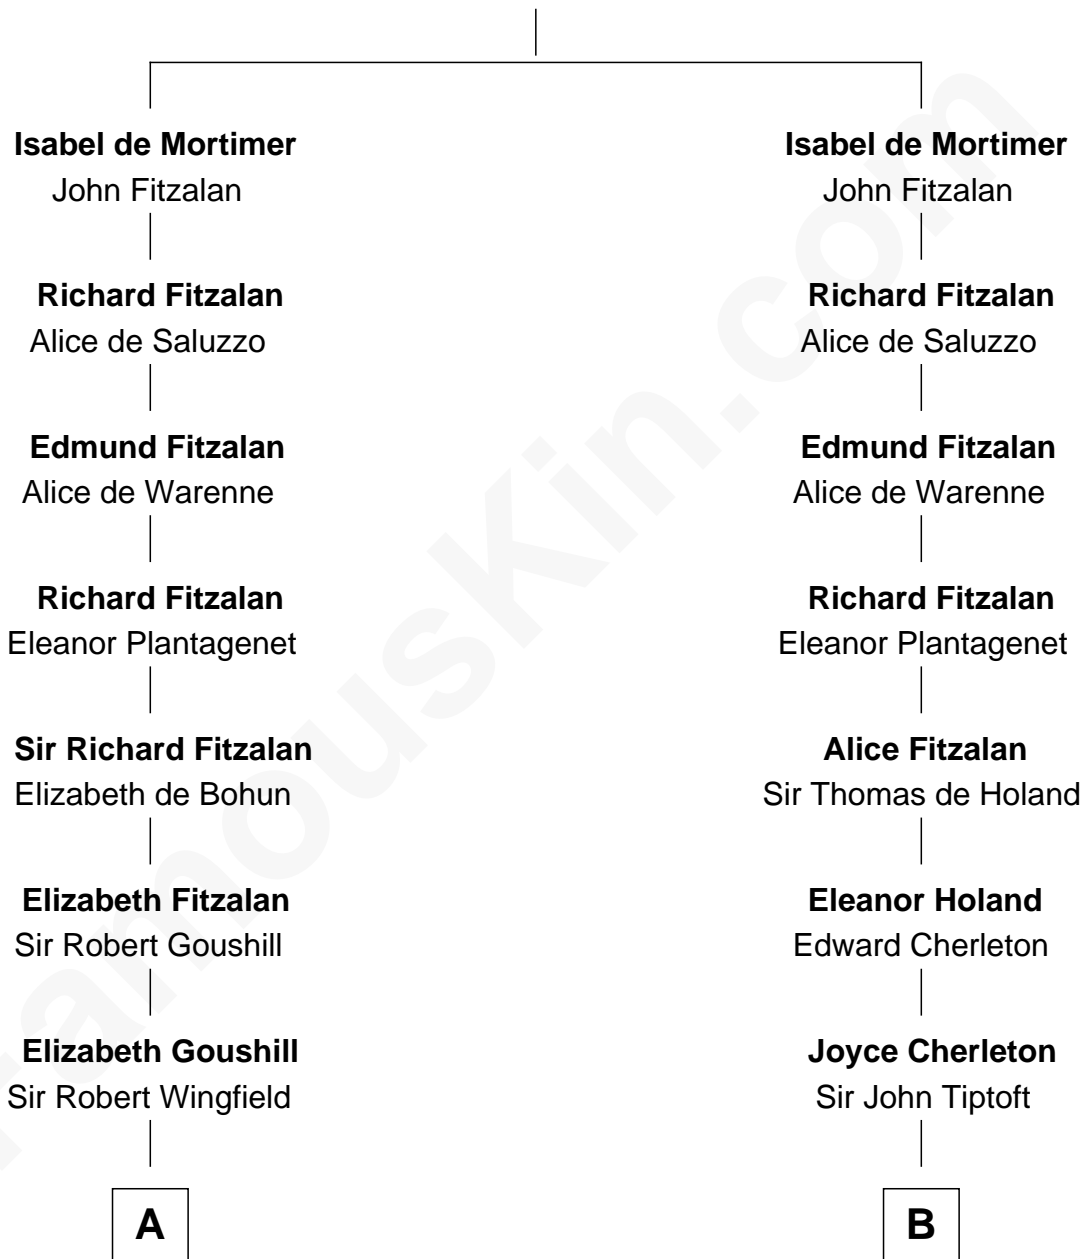 Isabel de Mortimer Isabel de Mortimer
John Fitzalan John Fitzalan
Richard Fitzalan Richard Fitzalan
Alice de Saluzzo Alice de Saluzzo
Edmund Fitzalan Edmund Fitzalan
Alice de Warenne Alice de Warenne
Richard Fitzalan Richard Fitzalan
Eleanor Plantagenet Eleanor Plantagenet
Sir Richard Fitzalan Alice Fitzalan
Elizabeth de Bohun Sir Thomas de Holand
Elizabeth Fitzalan Eleanor Holand
Sir Robert Goushill Edward Cherleton
Elizabeth Goushill Joyce Cherleton
Sir Robert Wingfield Sir John Tiptoft
A B
FamousKin.com